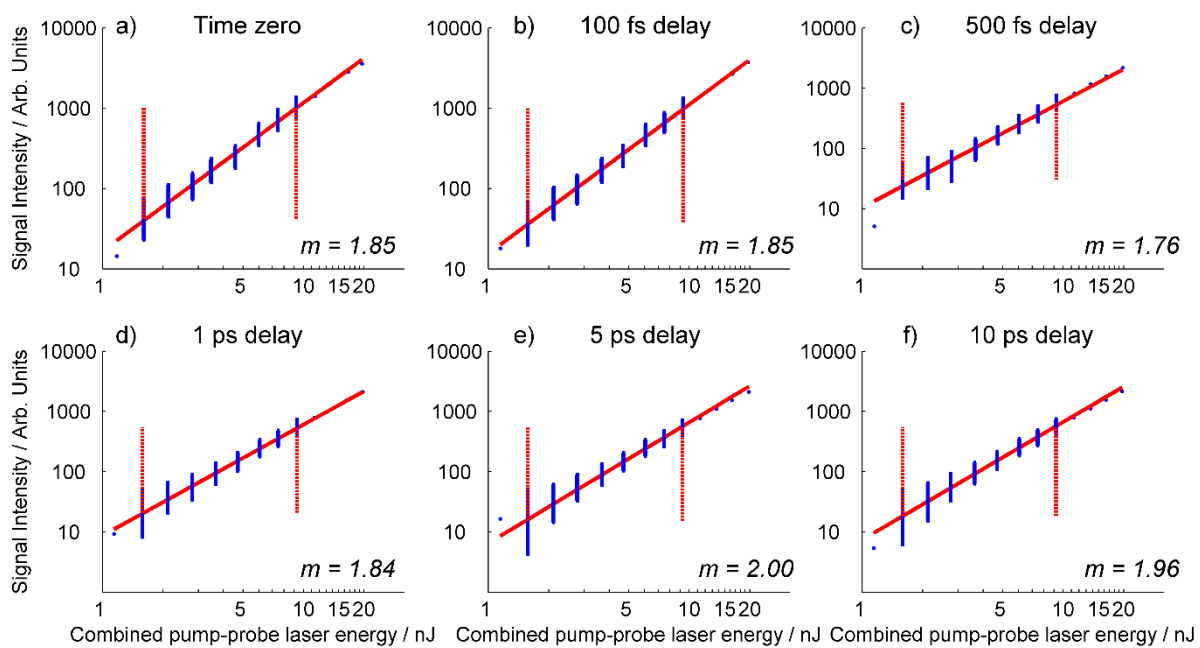 a) Time zero
b) 100 fs delay
c) 500 fs delay
Signal Intensity / Arb. Units
10000
1000
100
10
m = 1.85
1 5 10 15 20
10000
1000
100
10
m = 1.85
1 5 10 15 20
10000
1000
100
10
m = 1.76
1 5 10 15 20
d) 1 ps delay
e) 5 ps delay
f) 10 ps delay
Signal Intensity / Arb. Units
10000
1000
100
10
m = 1.84
1 5 10 15 20
Combined pump-probe laser energy / nJ
10000
1000
100
10
m = 2.00
1 5 10 15 20
Combined pump-probe laser energy / nJ
10000
1000
100
10
m = 1.96
1 5 10 15 20
Combined pump-probe laser energy / nJ